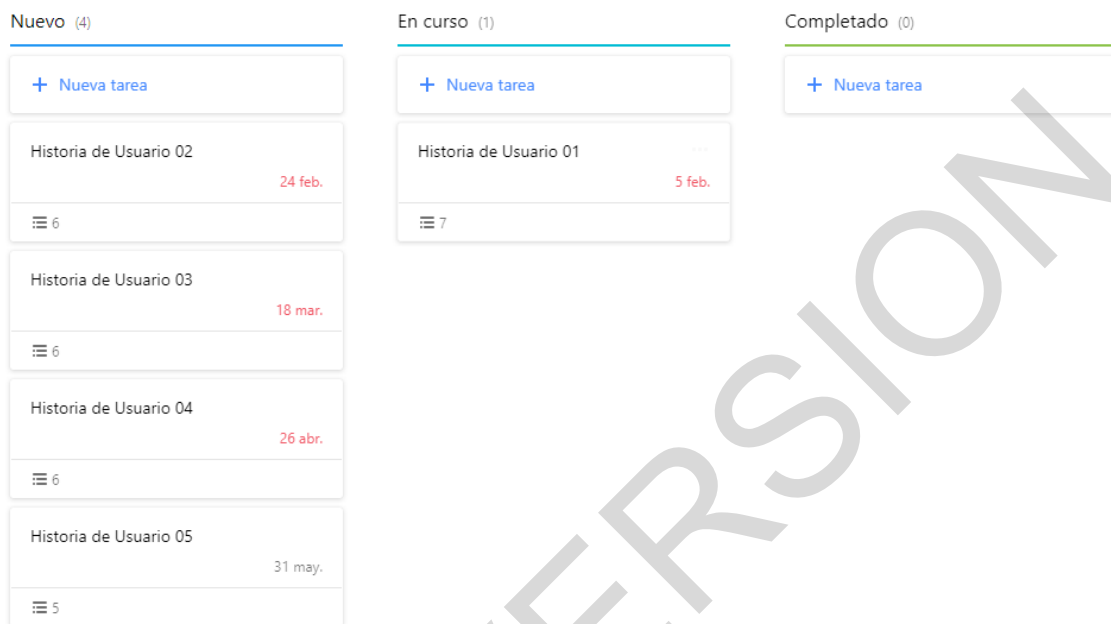 Nuevo (4)
+ Nueva tarea
Historia de Usuario 02
24 feb.
6
Historia de Usuario 03
18 mar.
6
Historia de Usuario 04
26 abr.
6
Historia de Usuario 05
31 may.
5
En curso (1)
+ Nueva tarea
Historia de Usuario 01
...
5 feb.
7
Completado (0)
+ Nueva tarea
ERSION